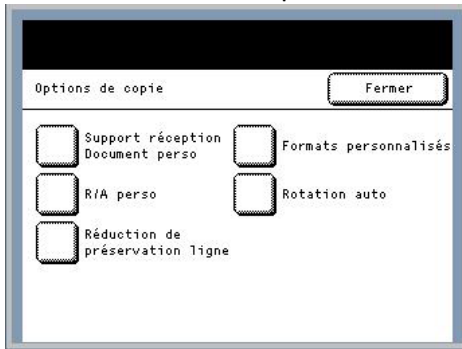 Options de copie
Fermer
Support réception
Document perso
Formats personnalisés
R/A perso
Rotation auto
Réduction de
préservation ligne